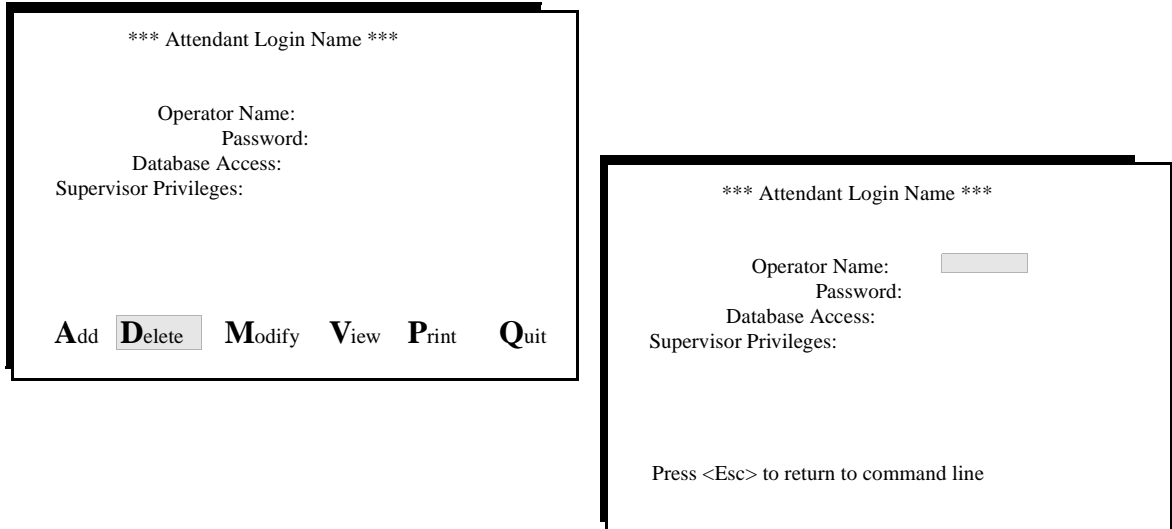 *** Attendant Login Name ***
Operator Name:
Password:
Database Access:
Supervisor Privileges:
Add Delete Modify View Print Quit
*** Attendant Login Name ***
Operator Name:
Password:
Database Access:
Supervisor Privileges:
Press <Esc> to return to command line